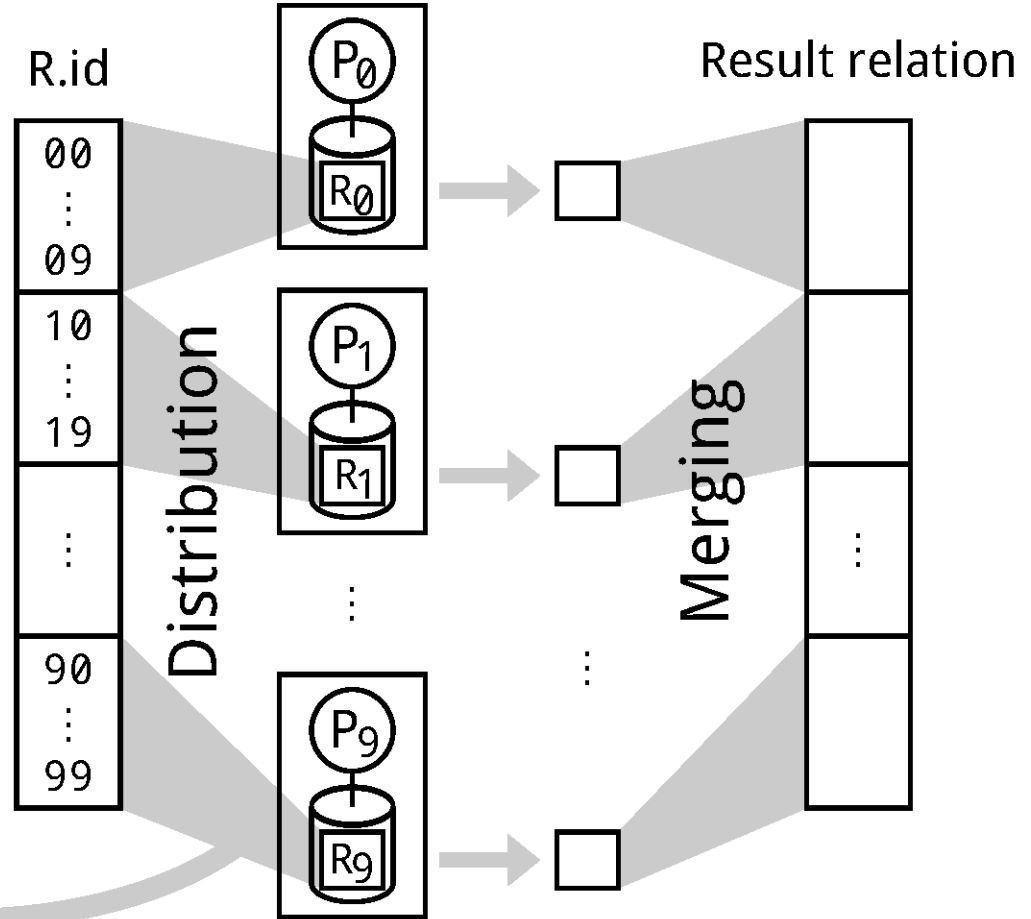 R.id
Result relation
00
⋮
09
10
⋮
19
⋮
90
⋮
99
Distribution
P₀
R₀
P₁
R₁
⋮
P₉
R₉
⋮
Merging
⋮